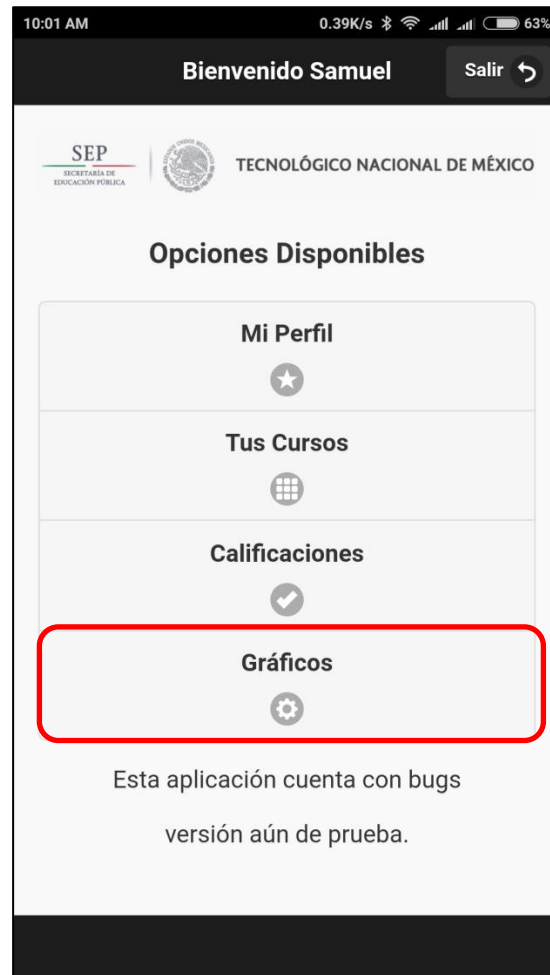 10:01 AM 0.39K/s 63%
Bienvenido Samuel Salir
SEP
SECRETARÍA DE
EDUCACIÓN PÚBLICA
TECNOLÓGICO NACIONAL DE MÉXICO
Opciones Disponibles
Mi Perfil
Tus Cursos
Calificaciones
Gráficos
Esta aplicación cuenta con bugs
versión aún de prueba.